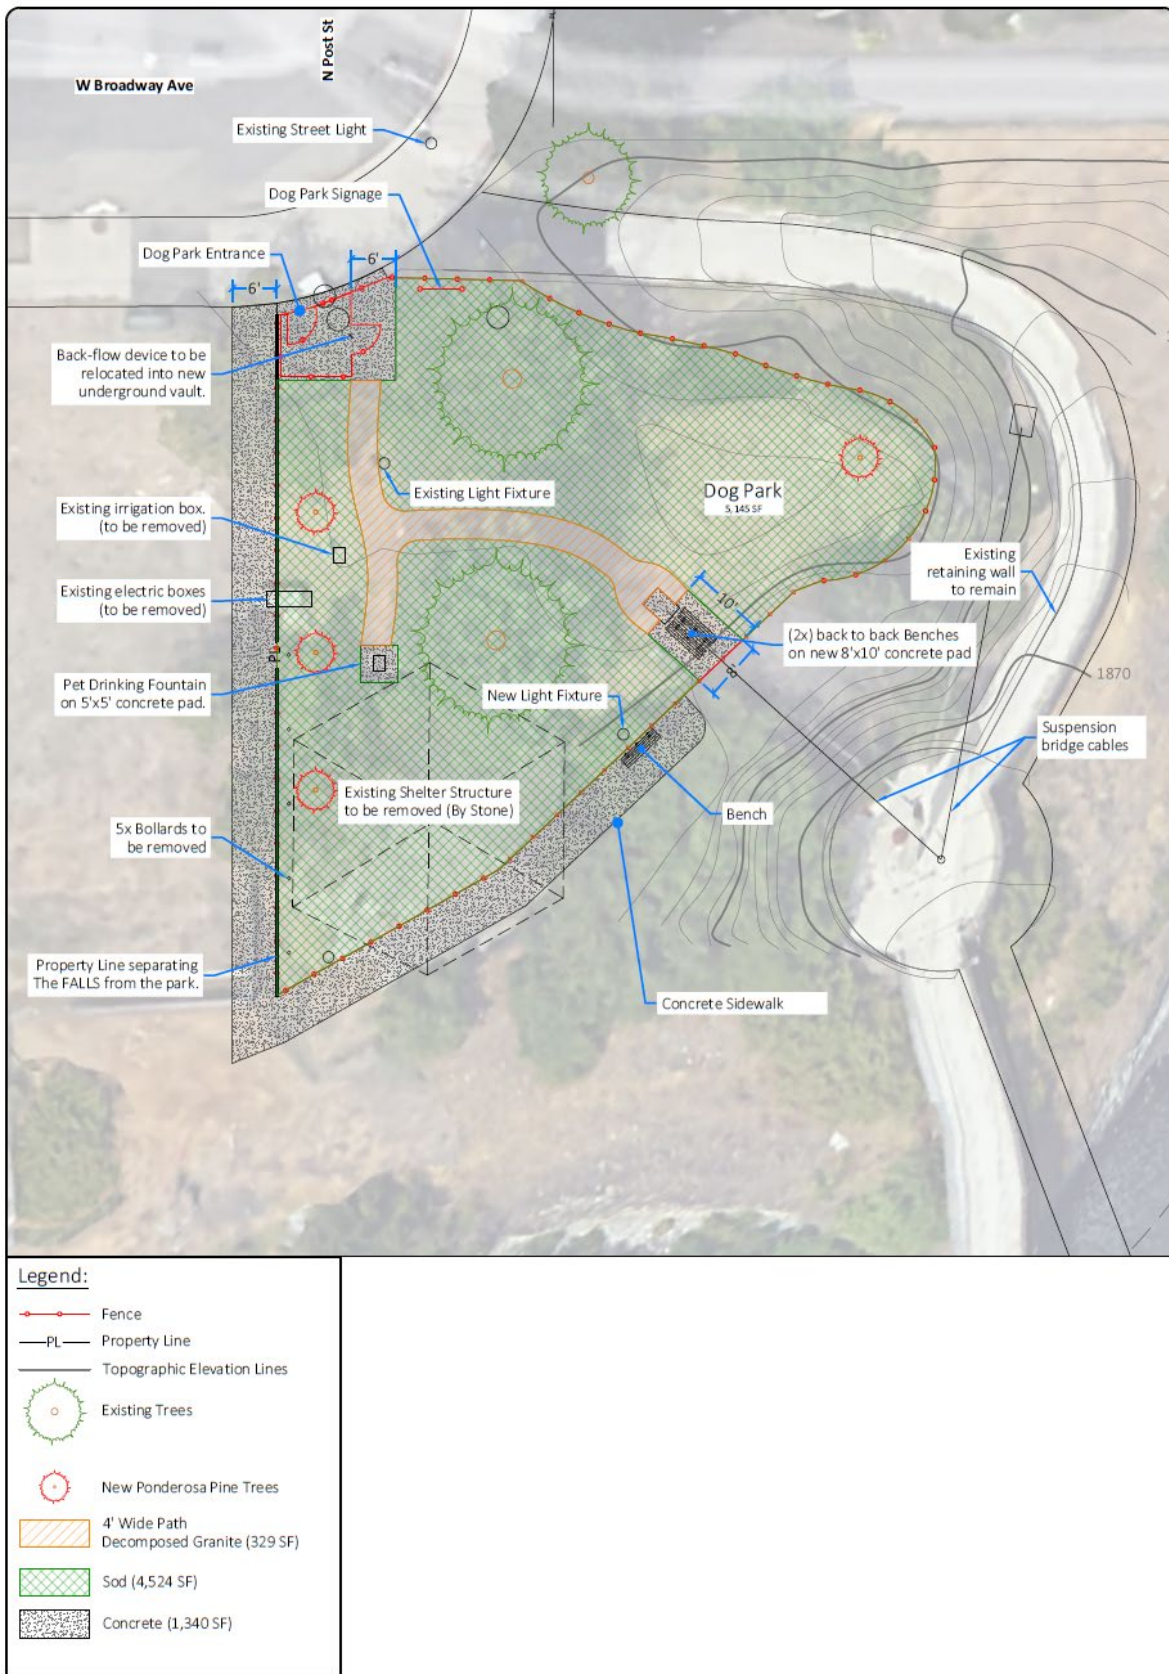 N Post St
W Broadway Ave
Existing Street Light
Dog Park Signage
Dog Park Entrance
6'
6'
Back-flow device to be
relocated into new
underground vault.
Existing Light Fixture
Dog Park
5,145 SF
Existing irrigation box.
(to be removed)
Existing
retaining wall
to remain
Existing electric boxes
(to be removed)
10'
(2x) back to back Benches
on new 8'x10' concrete pad
PL
8'
1870
Pet Drinking Fountain
on 5'x5' concrete pad.
New Light Fixture
Suspension
bridge cables
Existing Shelter Structure
to be removed (By Stone)
Bench
5x Bollards to
be removed
Property Line separating
The FALLS from the park.
Concrete Sidewalk
Legend:
Fence
PL Property Line
Topographic Elevation Lines
Existing Trees
New Ponderosa Pine Trees
4' Wide Path
Decomposed Granite (329 SF)
Sod (4,524 SF)
Concrete (1,340 SF)